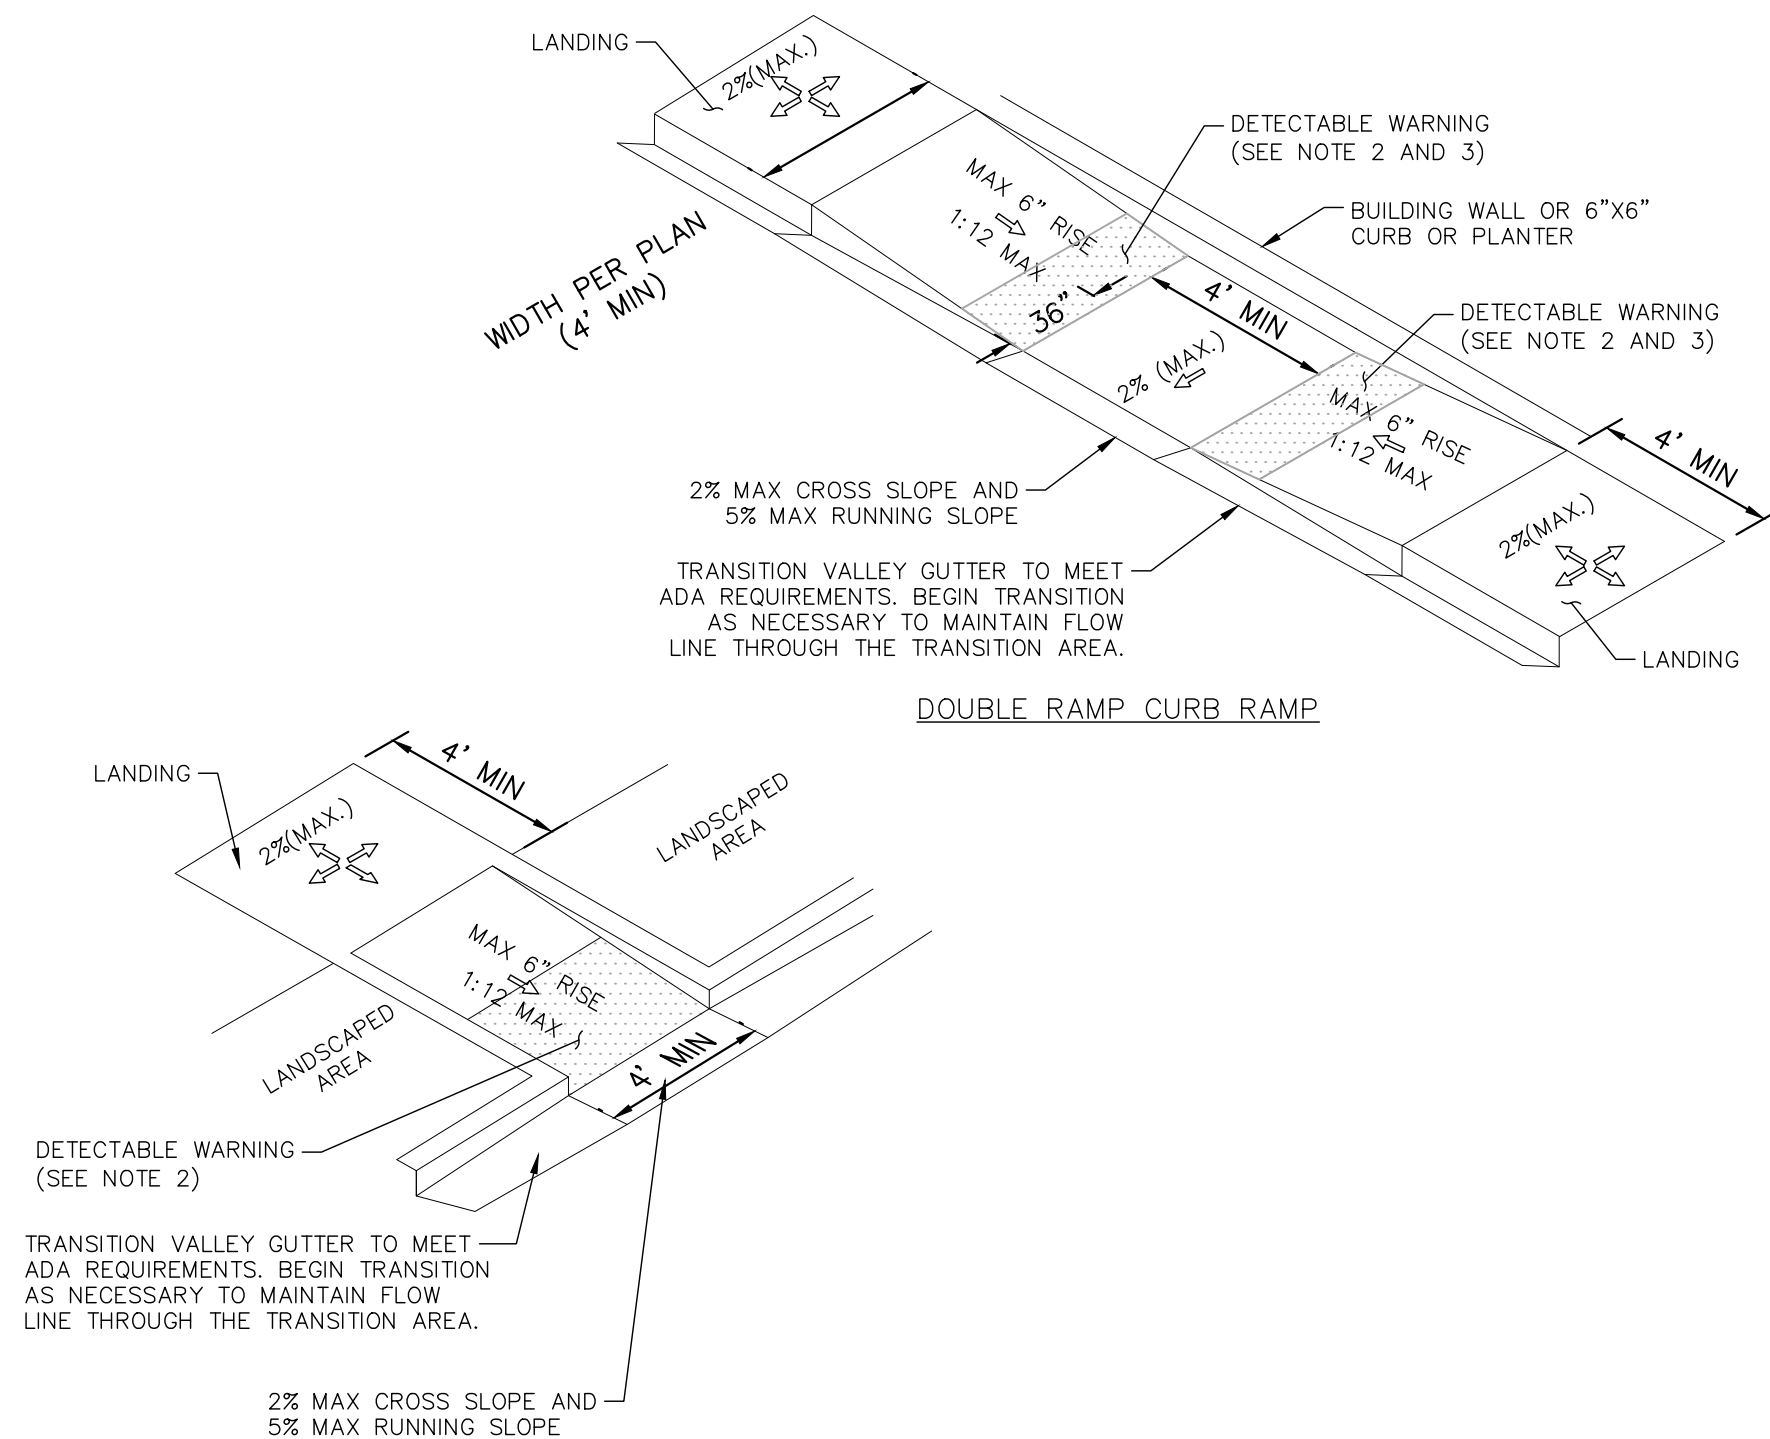 LANDING
2%(MAX.)
DETECTABLE WARNING
(SEE NOTE 2 AND 3)
MAX 6” RISE
1:12 MAX
BUILDING WALL OR 6”X6”
CURB OR PLANTER
WIDTH PER PLAN
(4’ MIN)
36”
4’ MIN
DETECTABLE WARNING
(SEE NOTE 2 AND 3)
2% (MAX.)
MAX 6” RISE
1:12 MAX
4’ MIN
2% MAX CROSS SLOPE AND
5% MAX RUNNING SLOPE
2%(MAX.)
TRANSITION VALLEY GUTTER TO MEET
ADA REQUIREMENTS. BEGIN TRANSITION
AS NECESSARY TO MAINTAIN FLOW
LINE THROUGH THE TRANSITION AREA.
LANDING
DOUBLE RAMP CURB RAMP
LANDING
4’ MIN
2%(MAX.)
LANDSCAPED
AREA
MAX 6” RISE
1:12 MAX
LANDSCAPED
AREA
4’ MIN
DETECTABLE WARNING
(SEE NOTE 2)
TRANSITION VALLEY GUTTER TO MEET
ADA REQUIREMENTS. BEGIN TRANSITION
AS NECESSARY TO MAINTAIN FLOW
LINE THROUGH THE TRANSITION AREA.
2% MAX CROSS SLOPE AND
5% MAX RUNNING SLOPE